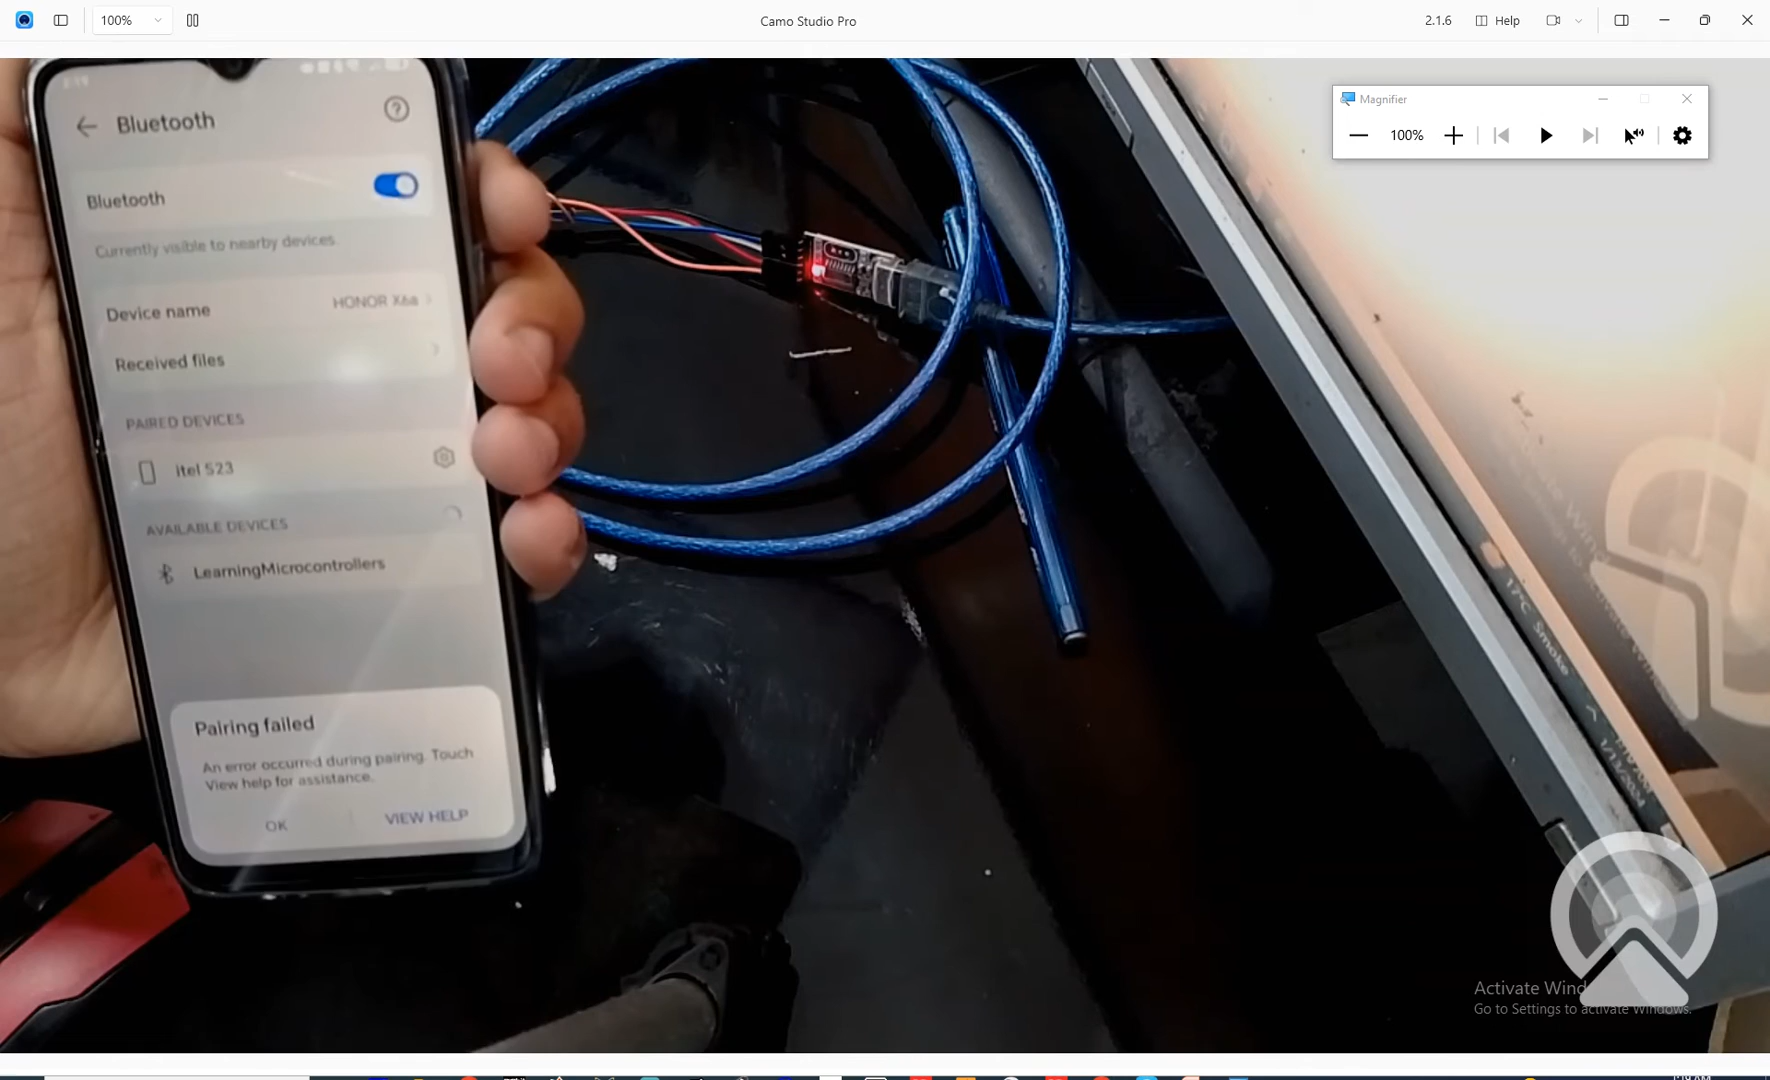 100%
Camo Studio Pro
2.1.6
Help
Magnifier
100%
Bluetooth
Bluetooth
Currently visible to nearby devices.
Device name
HONOR X6a
Received files
PAIRED DEVICES
itel S23
AVAILABLE DEVICES
LearningMicrocontrollers
Pairing failed
An error occurred during pairing. Touch
View help for assistance.
OK
VIEW HELP
17°C Smoke
Activate Wind
Go to Settings to activate Windows.